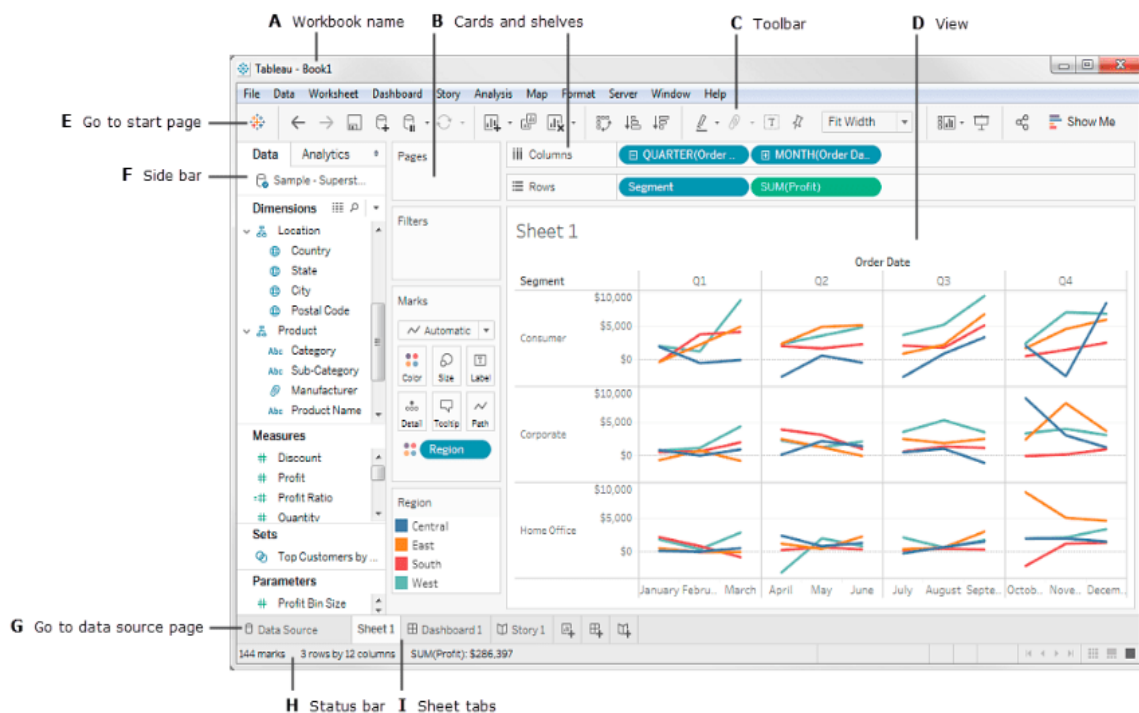 A Workbook name
B Cards and shelves
C Toolbar
D View
Tableau - Book1
File Data Worksheet Dashboard Story Analysis Map Format Server Window Help
E Go to start page
Fit Width
Show Me
Data Analytics
Pages
Columns
QUARTER(Order ..
MONTH(Order Da..
F Side bar
Sample - Superst...
Rows
Segment
SUM(Profit)
Dimensions
Filters
Sheet 1
Location
Country
State
City
Postal Code
Product
Category
Abc
Sub-Category
Abc
Manufacturer
Product Name
Abc
Marks
Automatic
Color Size Label
T
Detail Tooltip Path
Region
Measures
Discount
Profit
Profit Ratio
Quantity
Sets
Top Customers by ...
Parameters
Profit Bin Size
Region
Central
East
South
West
Order Date
Segment Q1 Q2 Q3 Q4
Consumer
$10,000
$5,000
$0
Corporate
$10,000
$5,000
$0
Home Office
$10,000
$5,000
$0
January Febru.. March April May June July August Septe.. Octob.. Nove.. Decem..
G Go to data source page
Data Source Sheet 1 Dashboard 1 Story 1
144 marks 3 rows by 12 columns SUM(Profit): $286,397
H Status bar
I Sheet tabs